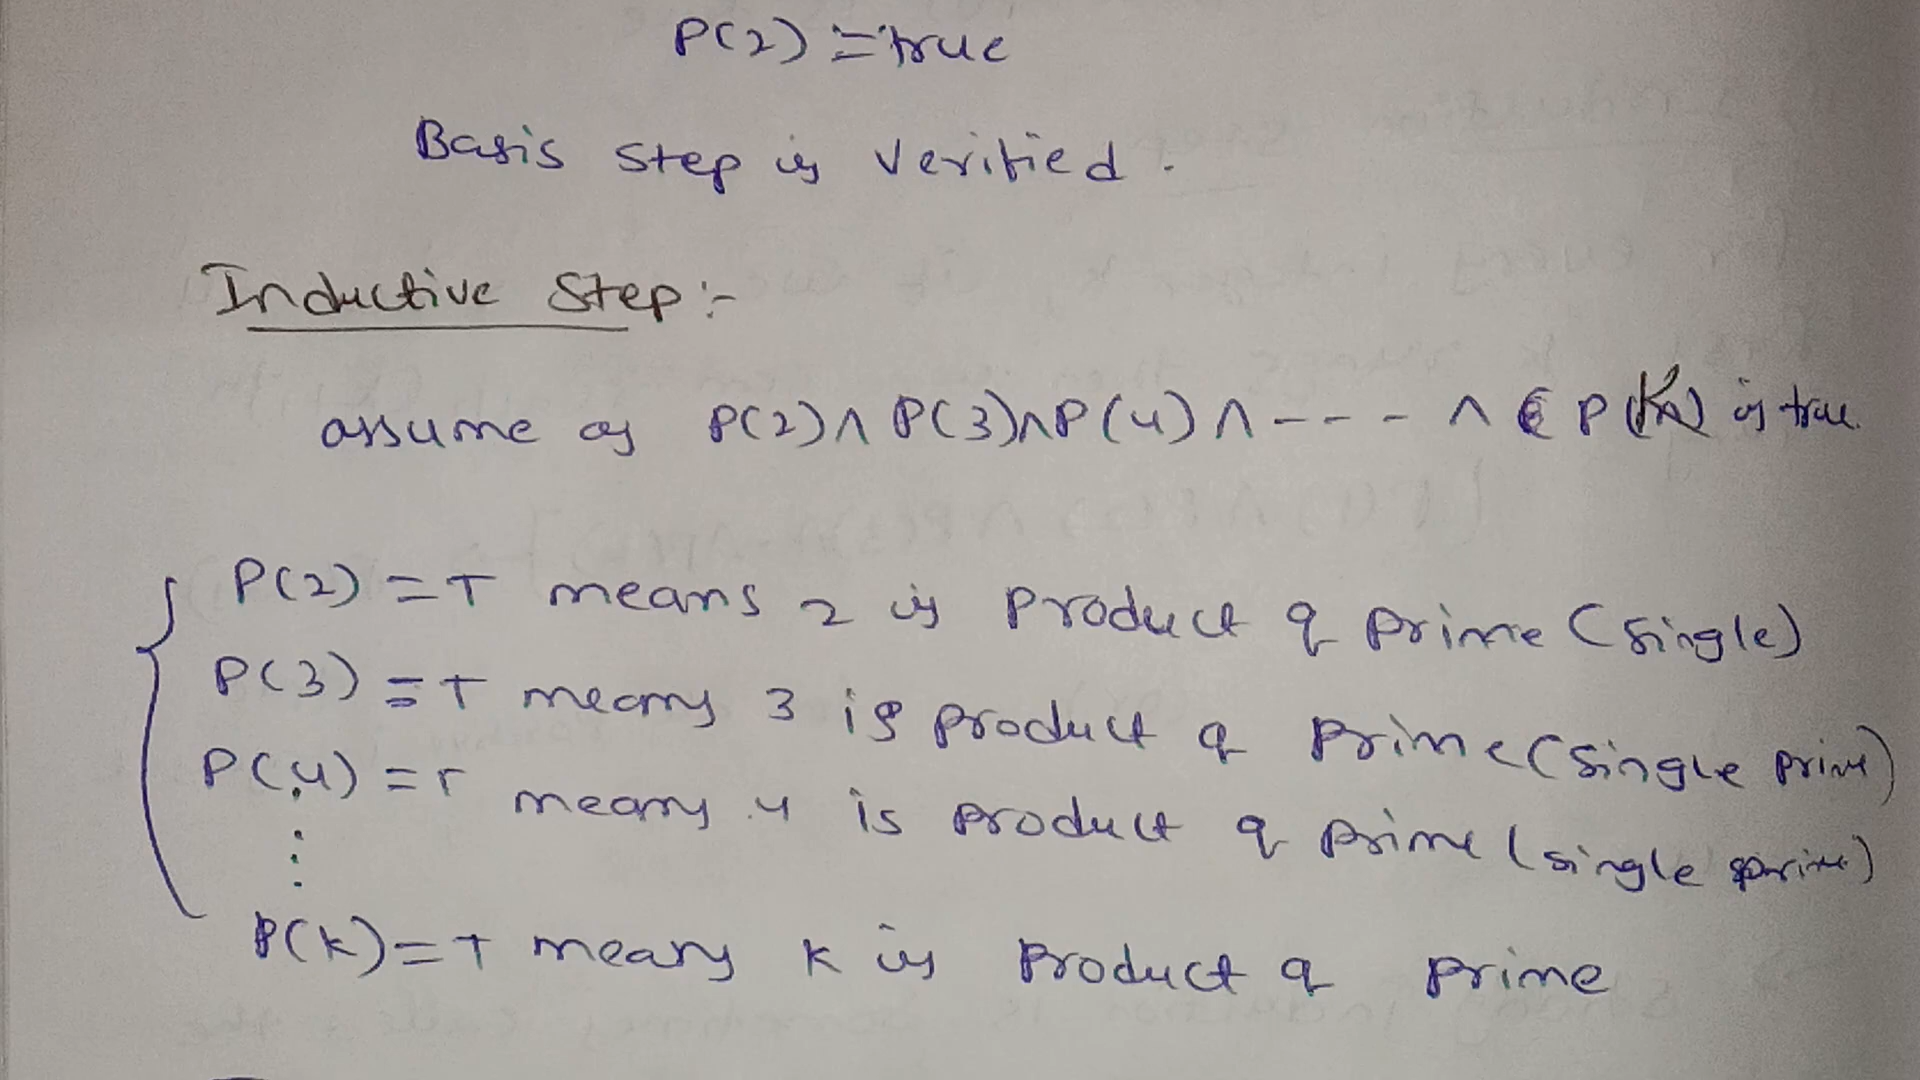 P(2) = true
Basis step is verified.
Inductive Step :-
assume as P(2) ∧ P(3) ∧ P(4) ∧ ---- ∧ P(K) is true
P(2) = T means 2 is product of prime (single)
P(3) = T means 3 is product of prime (single prime)
P(4) = T means 4 is product of prime (single prime)
⋮
P(k) = T means k is product of prime